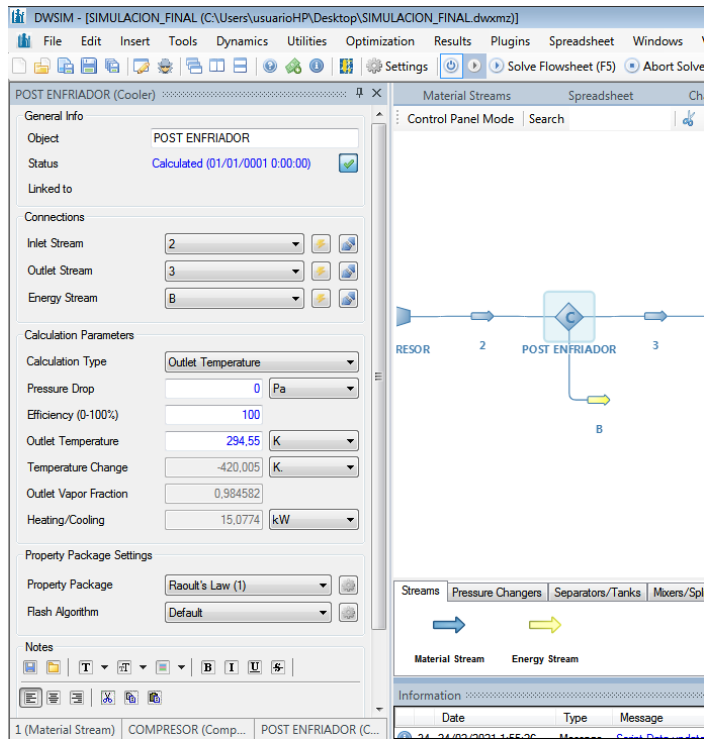 DWSIM - [SIMULACION_FINAL (C:\Users\usuarioHP\Desktop\SIMULACION_FINAL.dwxmz)]
File Edit Insert Tools Dynamics Utilities Optimization Results Plugins Spreadsheet Windows
Settings Solve Flowsheet (F5) Abort Solve
POST ENFRIADOR (Cooler)
General Info
Object POST ENFRIADOR
Status Calculated (01/01/0001 0:00:00)
Linked to
Connections
Inlet Stream 2
Outlet Stream 3
Energy Stream B
Calculation Parameters
Calculation Type Outlet Temperature
Pressure Drop 0 Pa
Efficiency (0-100%) 100
Outlet Temperature 294,55 K
Temperature Change -420,005 K.
Outlet Vapor Fraction 0,984582
Heating/Cooling 15,0774 kW
Property Package Settings
Property Package Raoult's Law (1)
Flash Algorithm Default
Notes
T T B I U S
1 (Material Stream) COMPRESOR (Comp... POST ENFRIADOR (C...
Material Streams Spreadsheet Ch
Control Panel Mode Search
C
RESOR 2 POST ENFRIADOR 3
B
Streams Pressure Changers Separators/Tanks Mixers/Spl
Material Stream Energy Stream
Information
Date Type Message